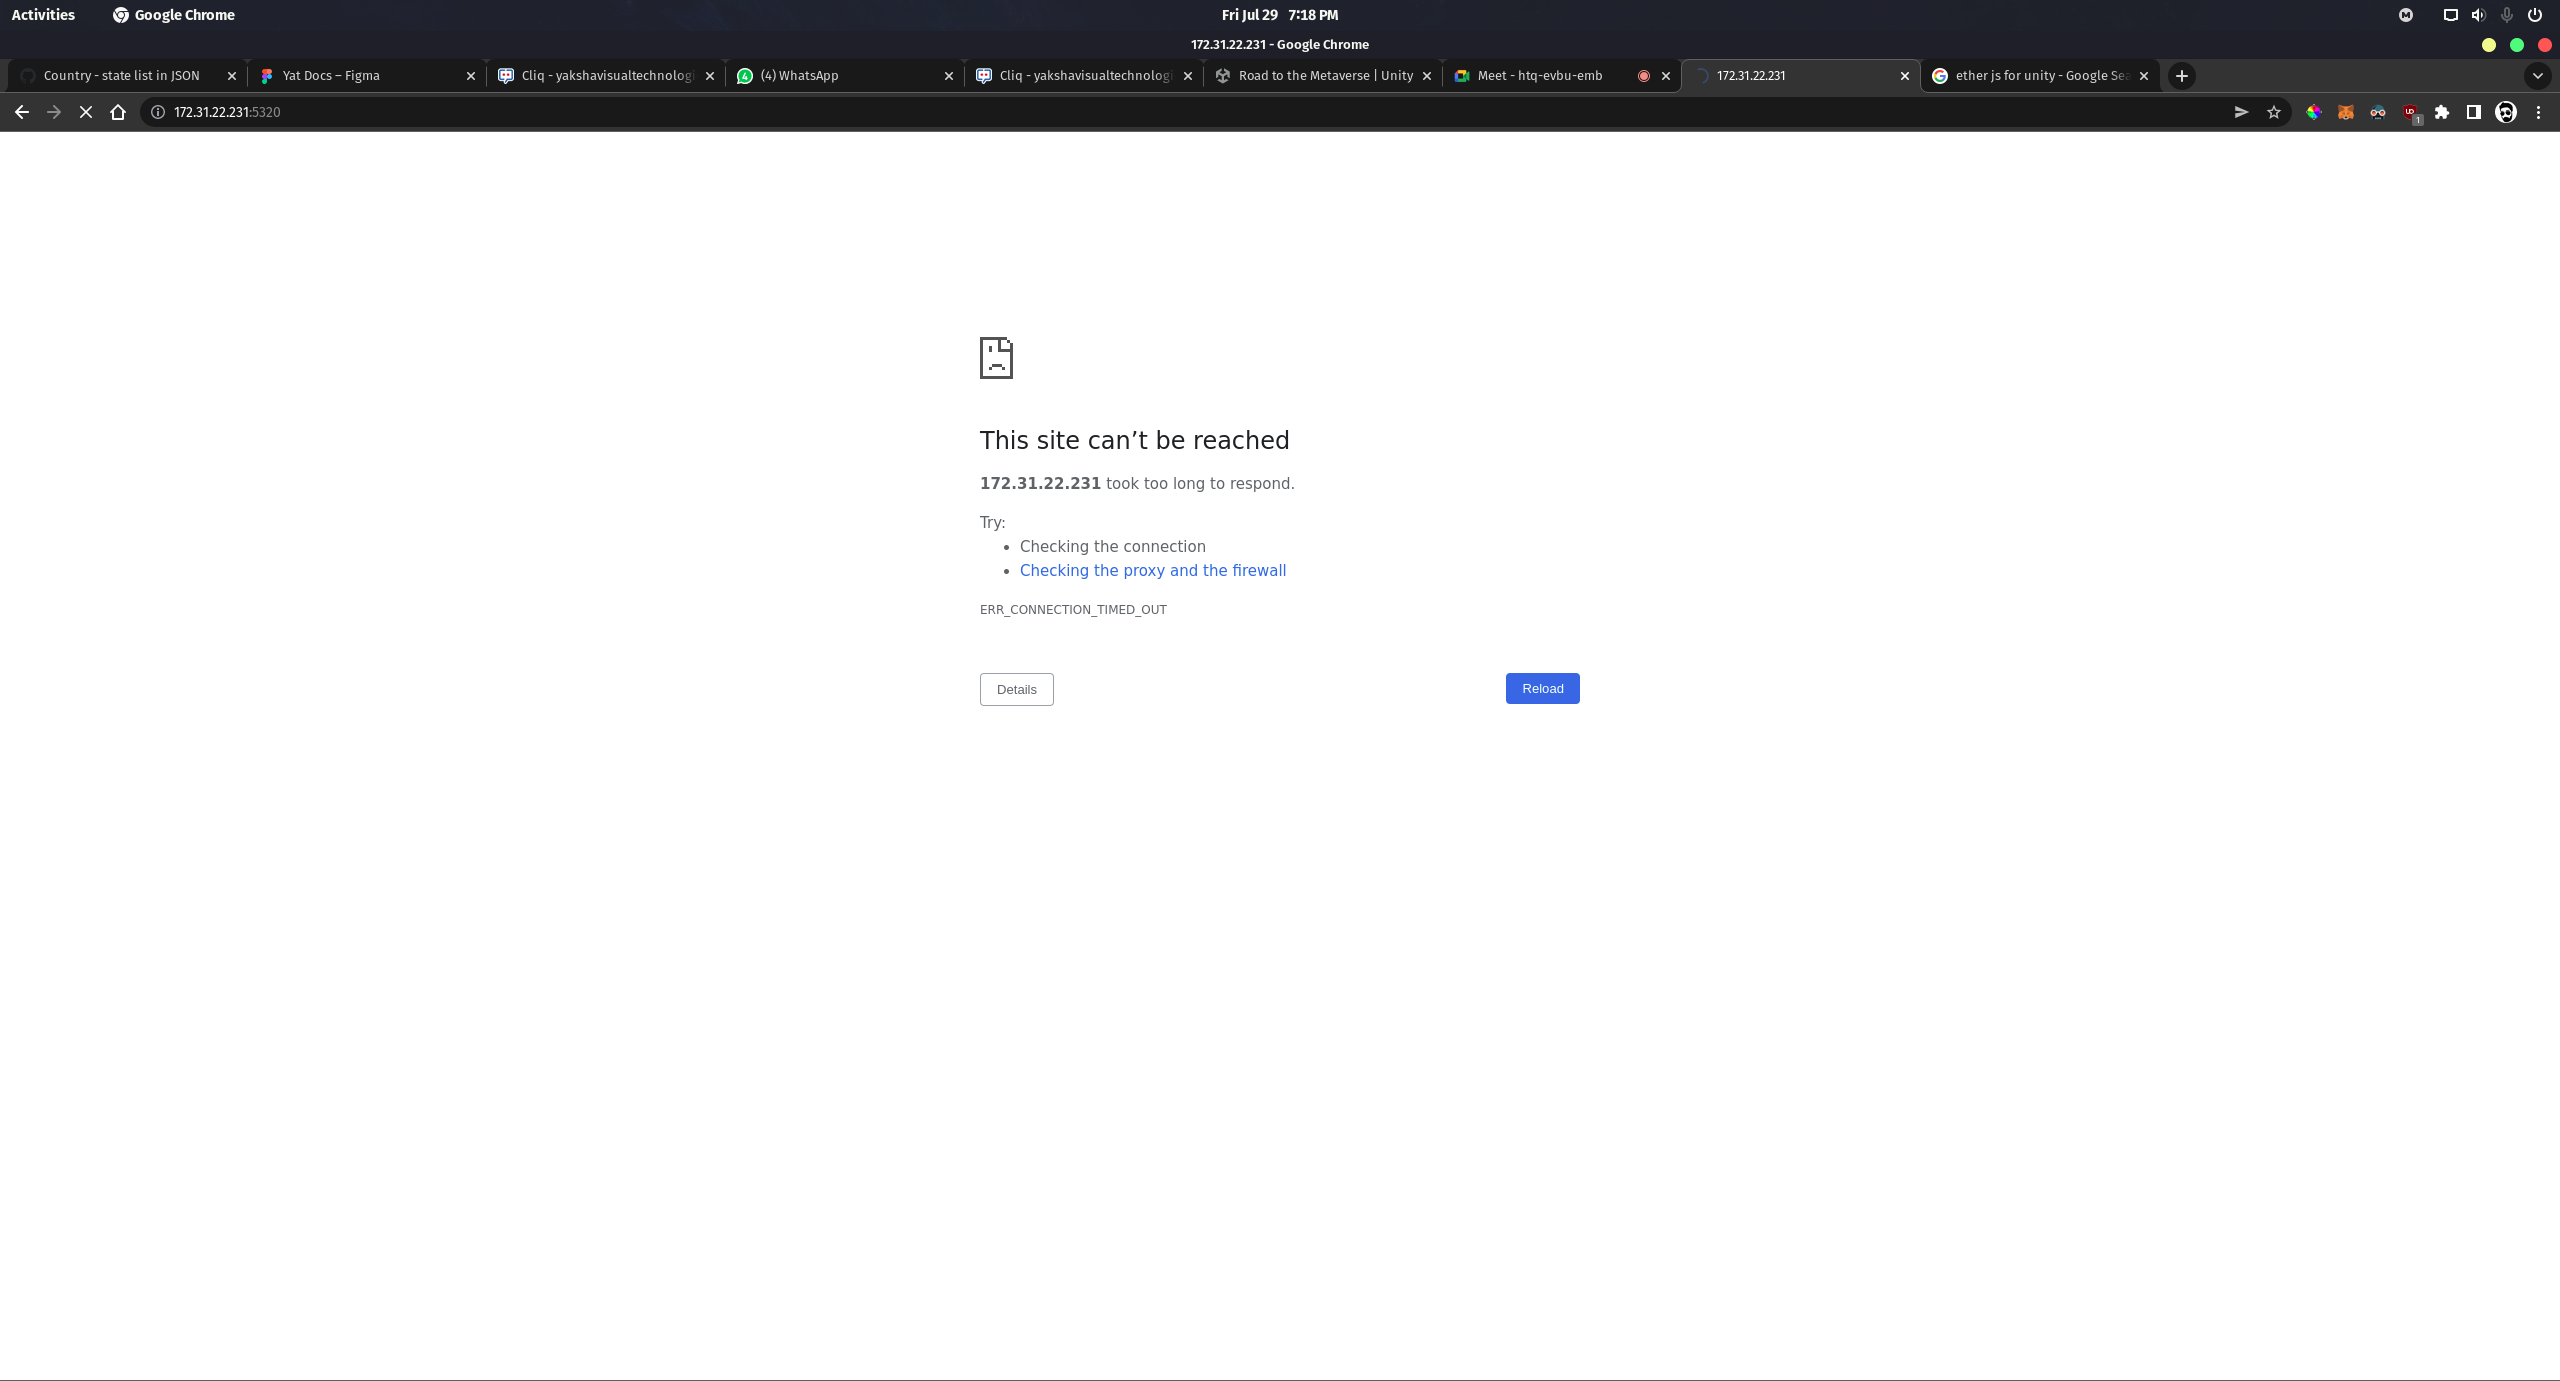 Activities
Google Chrome
Fri Jul 29 7:18 PM
172.31.22.231 - Google Chrome
Country - state list in JSON
Yat Docs – Figma
Cliq - yakshavisualtechnologi
(4) WhatsApp
Cliq - yakshavisualtechnologi
Road to the Metaverse | Unity
Meet - htq-evbu-emb
172.31.22.231
ether js for unity - Google Sea
172.31.22.231:5320
1
This site can’t be reached
172.31.22.231 took too long to respond.
Try:
• Checking the connection
• Checking the proxy and the firewall
ERR_CONNECTION_TIMED_OUT
Details
Reload